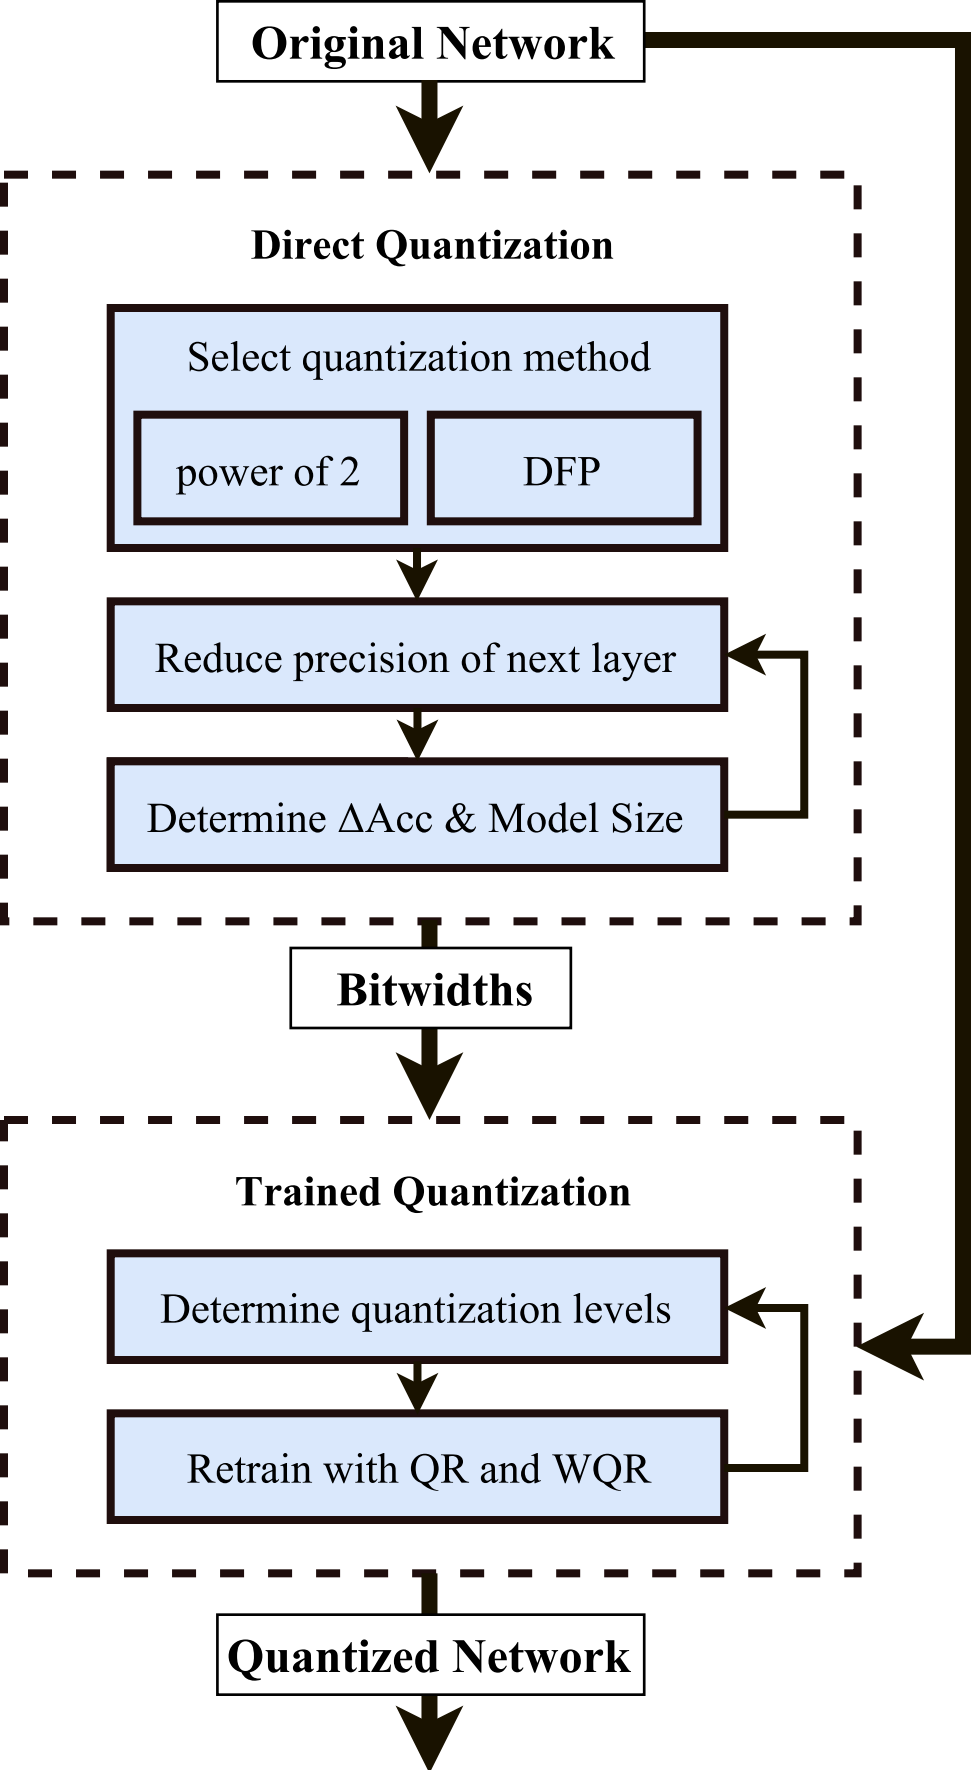 Original Network
Direct Quantization
Select quantization method
power of 2
DFP
Reduce precision of next layer
Determine ΔAcc & Model Size
Bitwidths
Trained Quantization
Determine quantization levels
Retrain with QR and WQR
Quantized Network